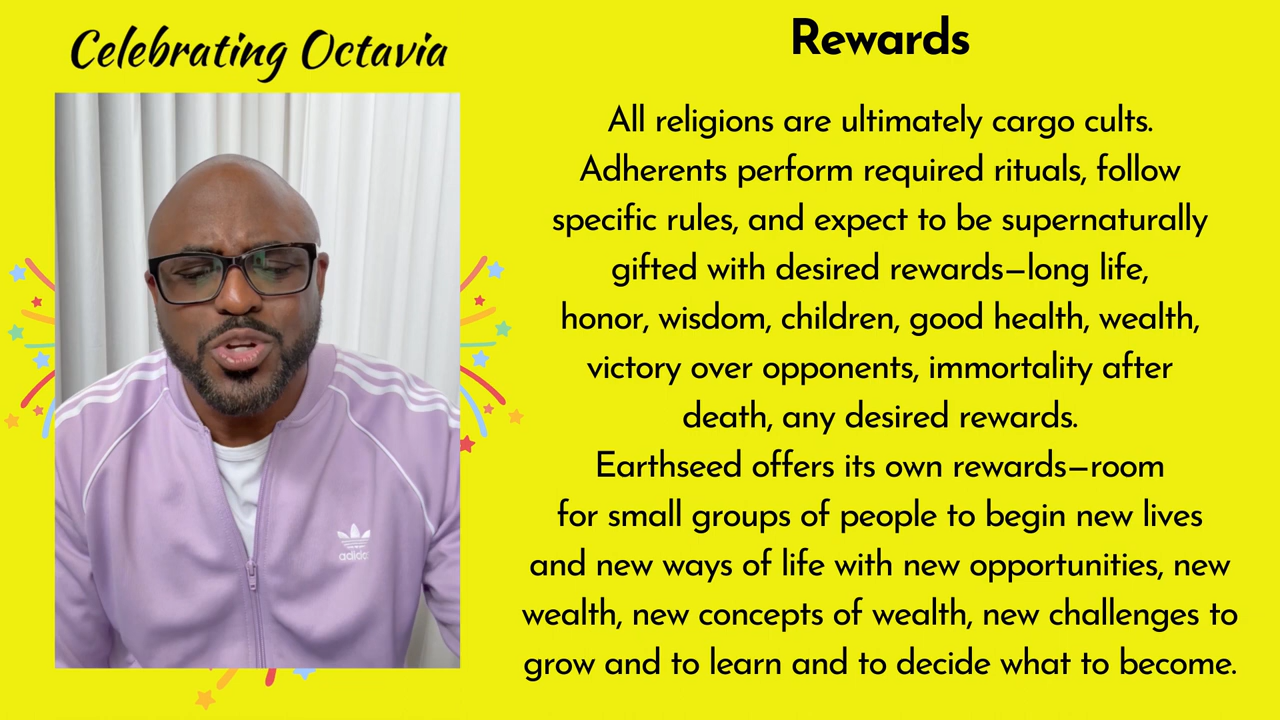 Celebrating Octavia
Rewards
All religions are ultimately cargo cults.
Adherents perform required rituals, follow
specific rules, and expect to be supernaturally
gifted with desired rewards—long life,
honor, wisdom, children, good health, wealth,
victory over opponents, immortality after
death, any desired rewards.
Earthseed offers its own rewards—room
for small groups of people to begin new lives
and new ways of life with new opportunities, new
wealth, new concepts of wealth, new challenges to
grow and to learn and to decide what to become.
adidas